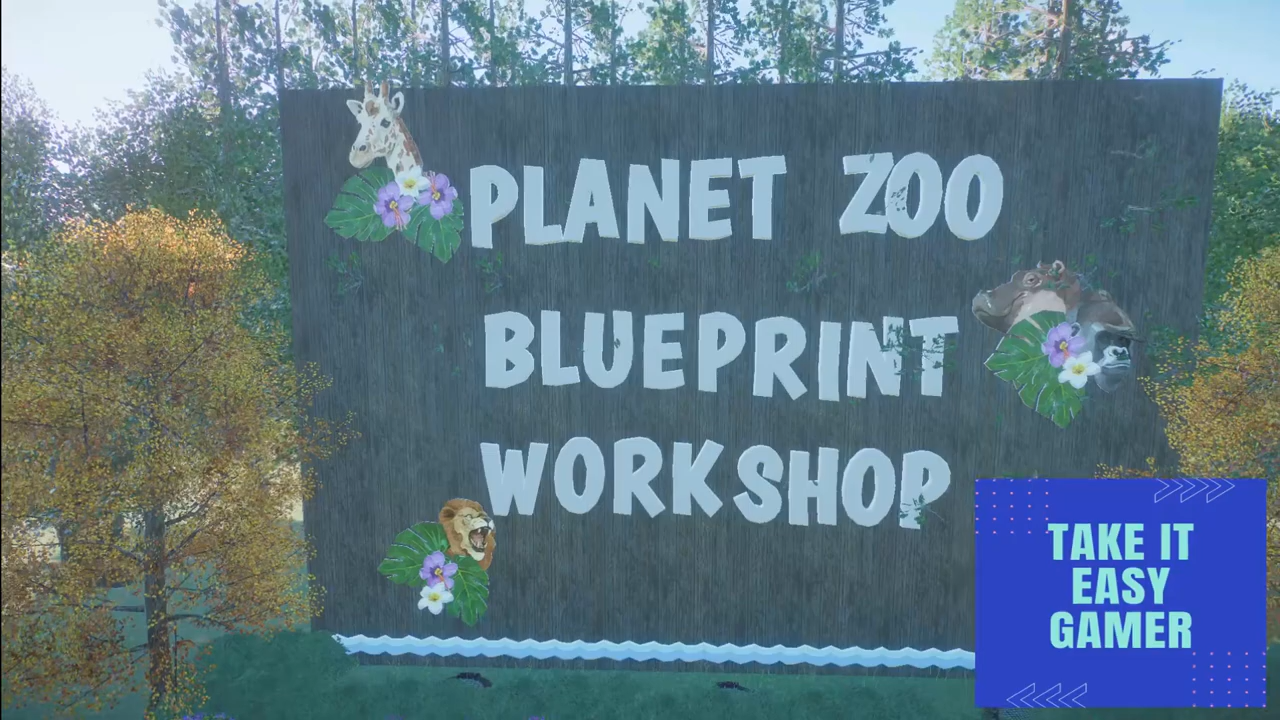 PLANET ZOO
BLUEPRINT
WORKSHOP
TAKE IT
EASY
GAMER